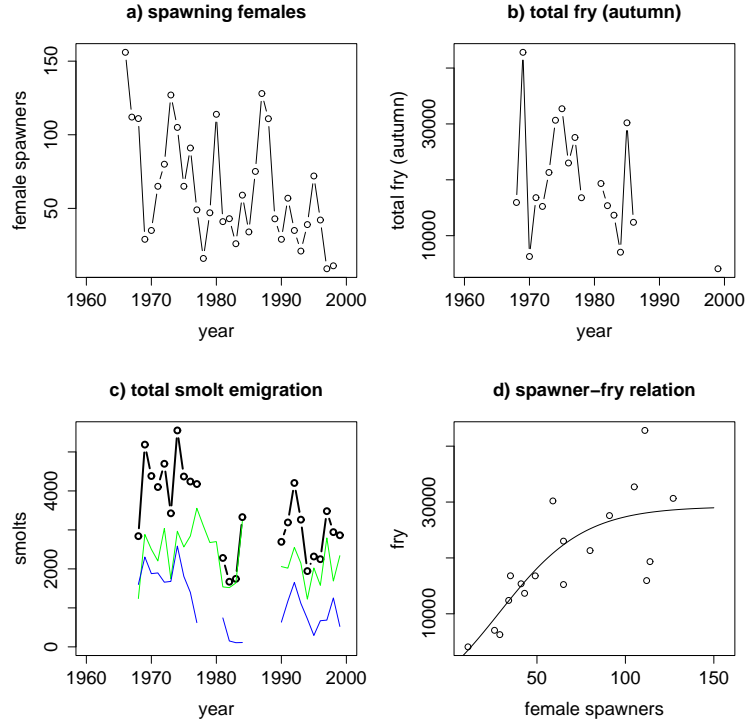 a) spawning females
female spawners
50
100
150
1960
1970
1980
1990
2000
year
b) total fry (autumn)
total fry (autumn)
10000
30000
1960
1970
1980
1990
2000
year
c) total smolt emigration
smolts
0
2000
4000
1960
1970
1980
1990
2000
year
d) spawner−fry relation
fry
10000
30000
50
100
150
female spawners